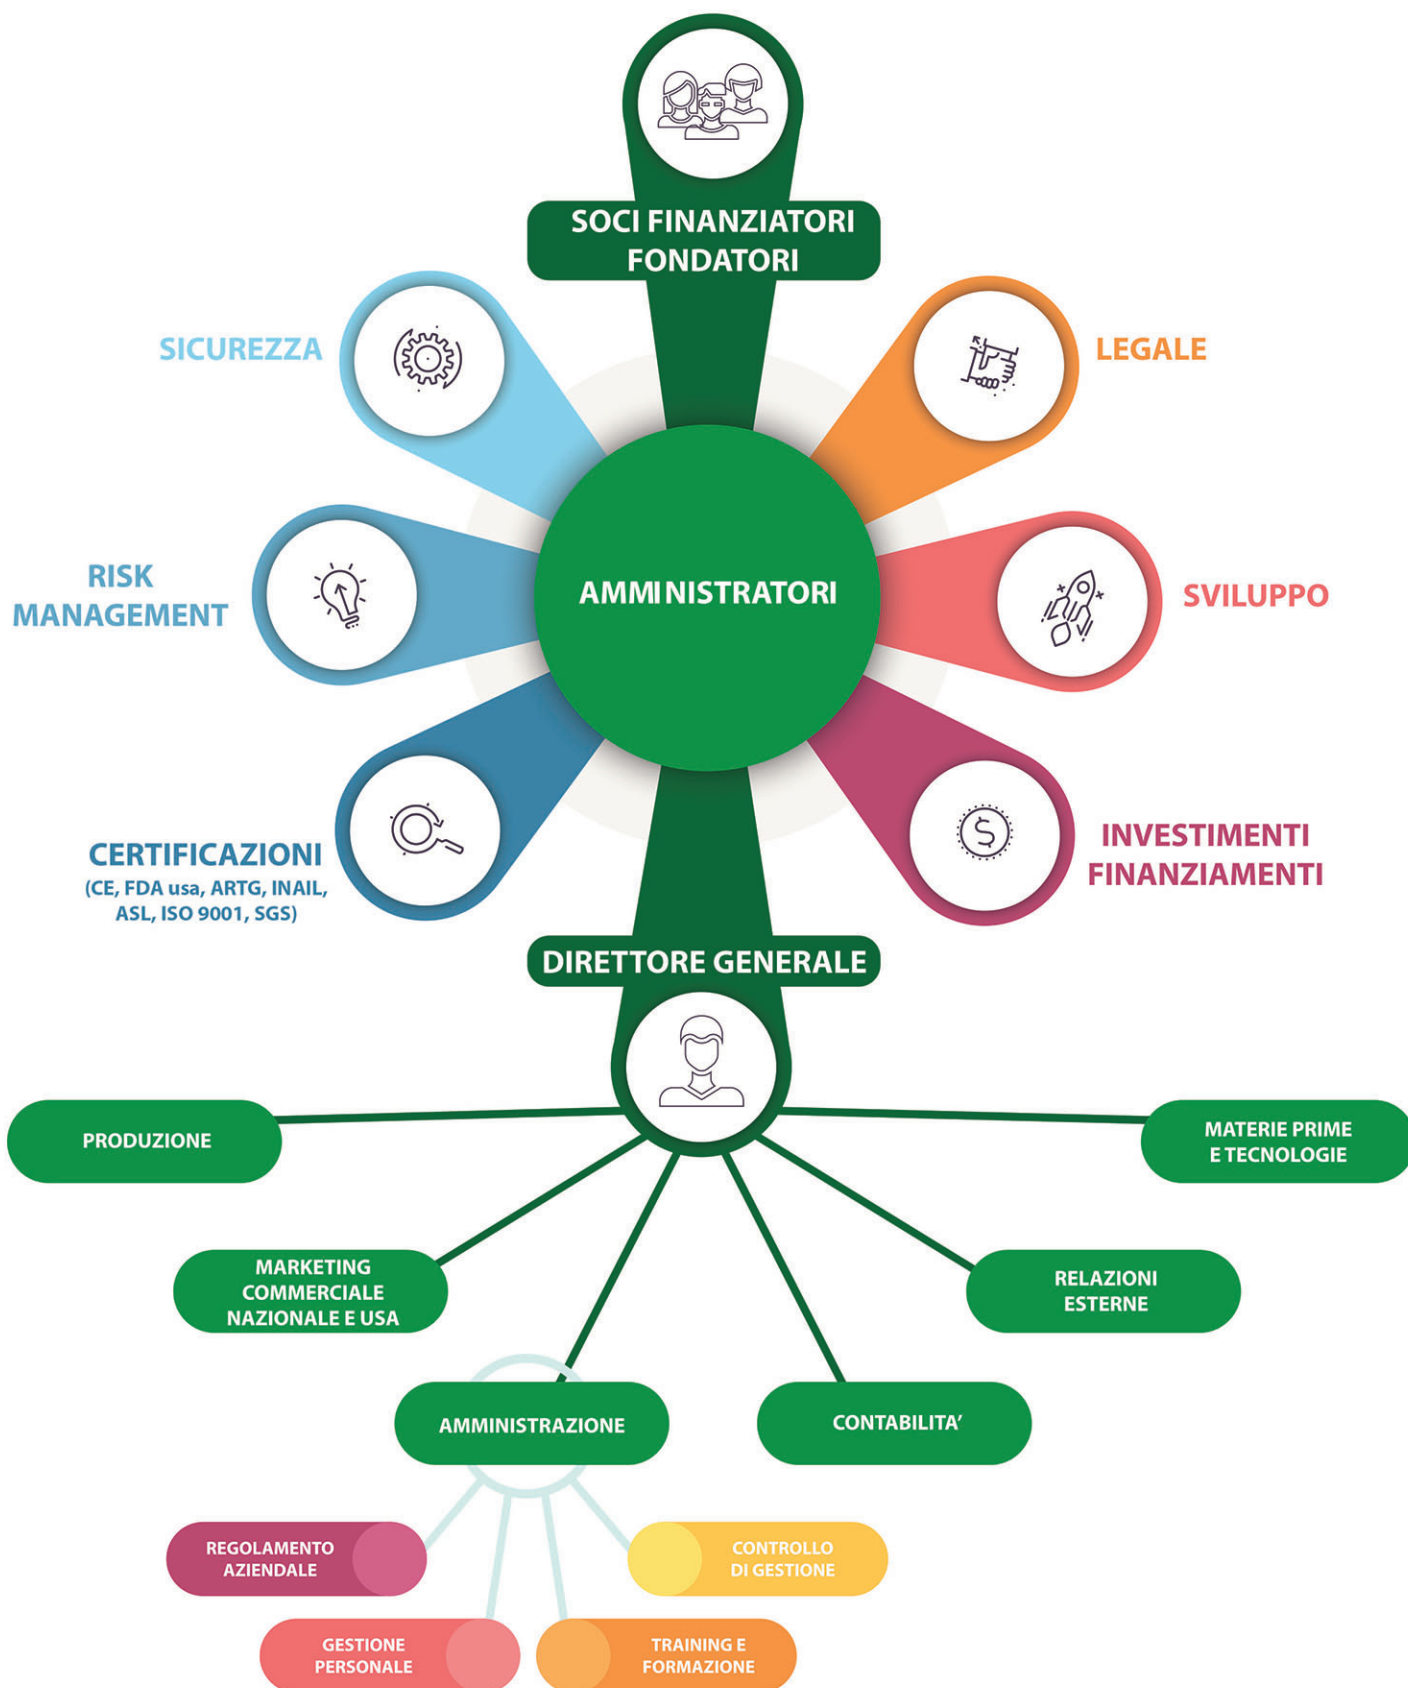 SOCI FINANZIATORI
FONDATORI
SICUREZZA
LEGALE
RISK
MANAGEMENT
AMMINISTRATORI
SVILUPPO
CERTIFICAZIONI
(CE, FDA usa, ARTG, INAIL,
ASL, ISO 9001, SGS)
INVESTIMENTI
FINANZIAMENTI
DIRETTORE GENERALE
PRODUZIONE
MATERIE PRIME
E TECNOLOGIE
MARKETING
COMMERCIALE
NAZIONALE E USA
RELAZIONI
ESTERNE
AMMINISTRAZIONE
CONTABILITA'
REGOLAMENTO
AZIENDALE
CONTROLLO
DI GESTIONE
GESTIONE
PERSONALE
TRAINING E
FORMAZIONE